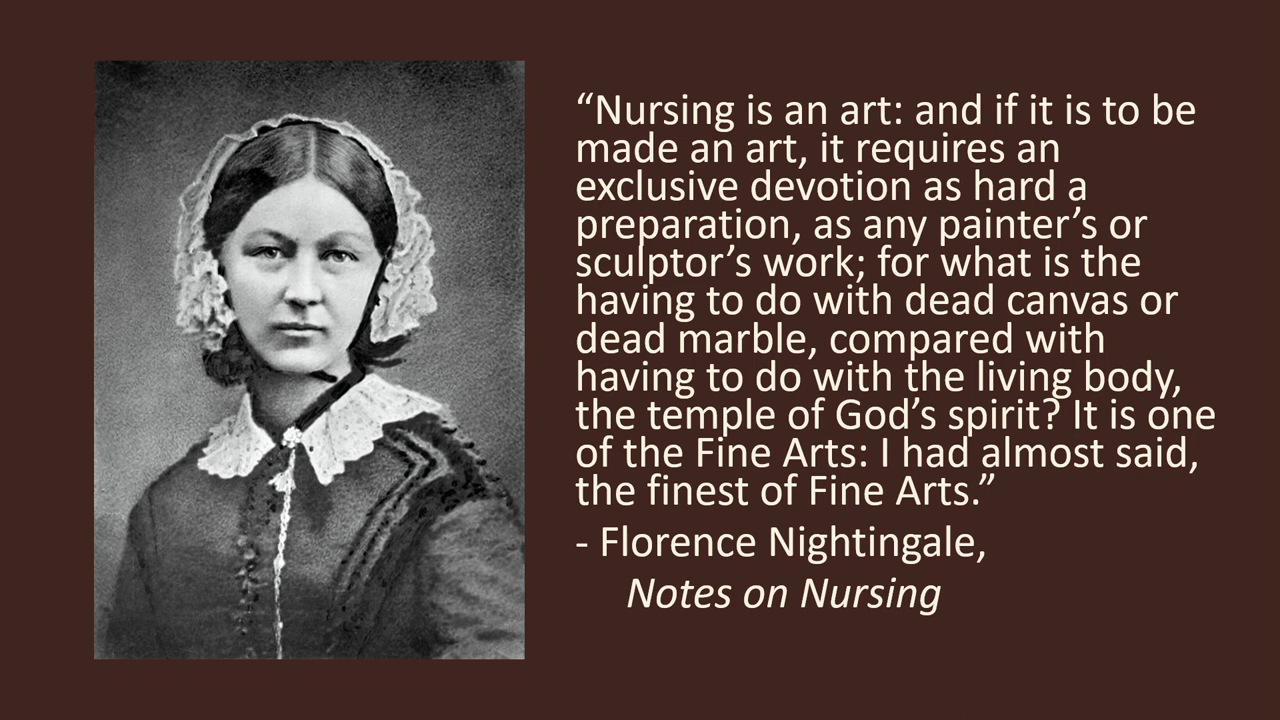 “Nursing is an art: and if it is to be
made an art, it requires an
exclusive devotion as hard a
preparation, as any painter’s or
sculptor’s work; for what is the
having to do with dead canvas or
dead marble, compared with
having to do with the living body,
the temple of God’s spirit? It is one
of the Fine Arts: I had almost said,
the finest of Fine Arts.”
- Florence Nightingale,
Notes on Nursing